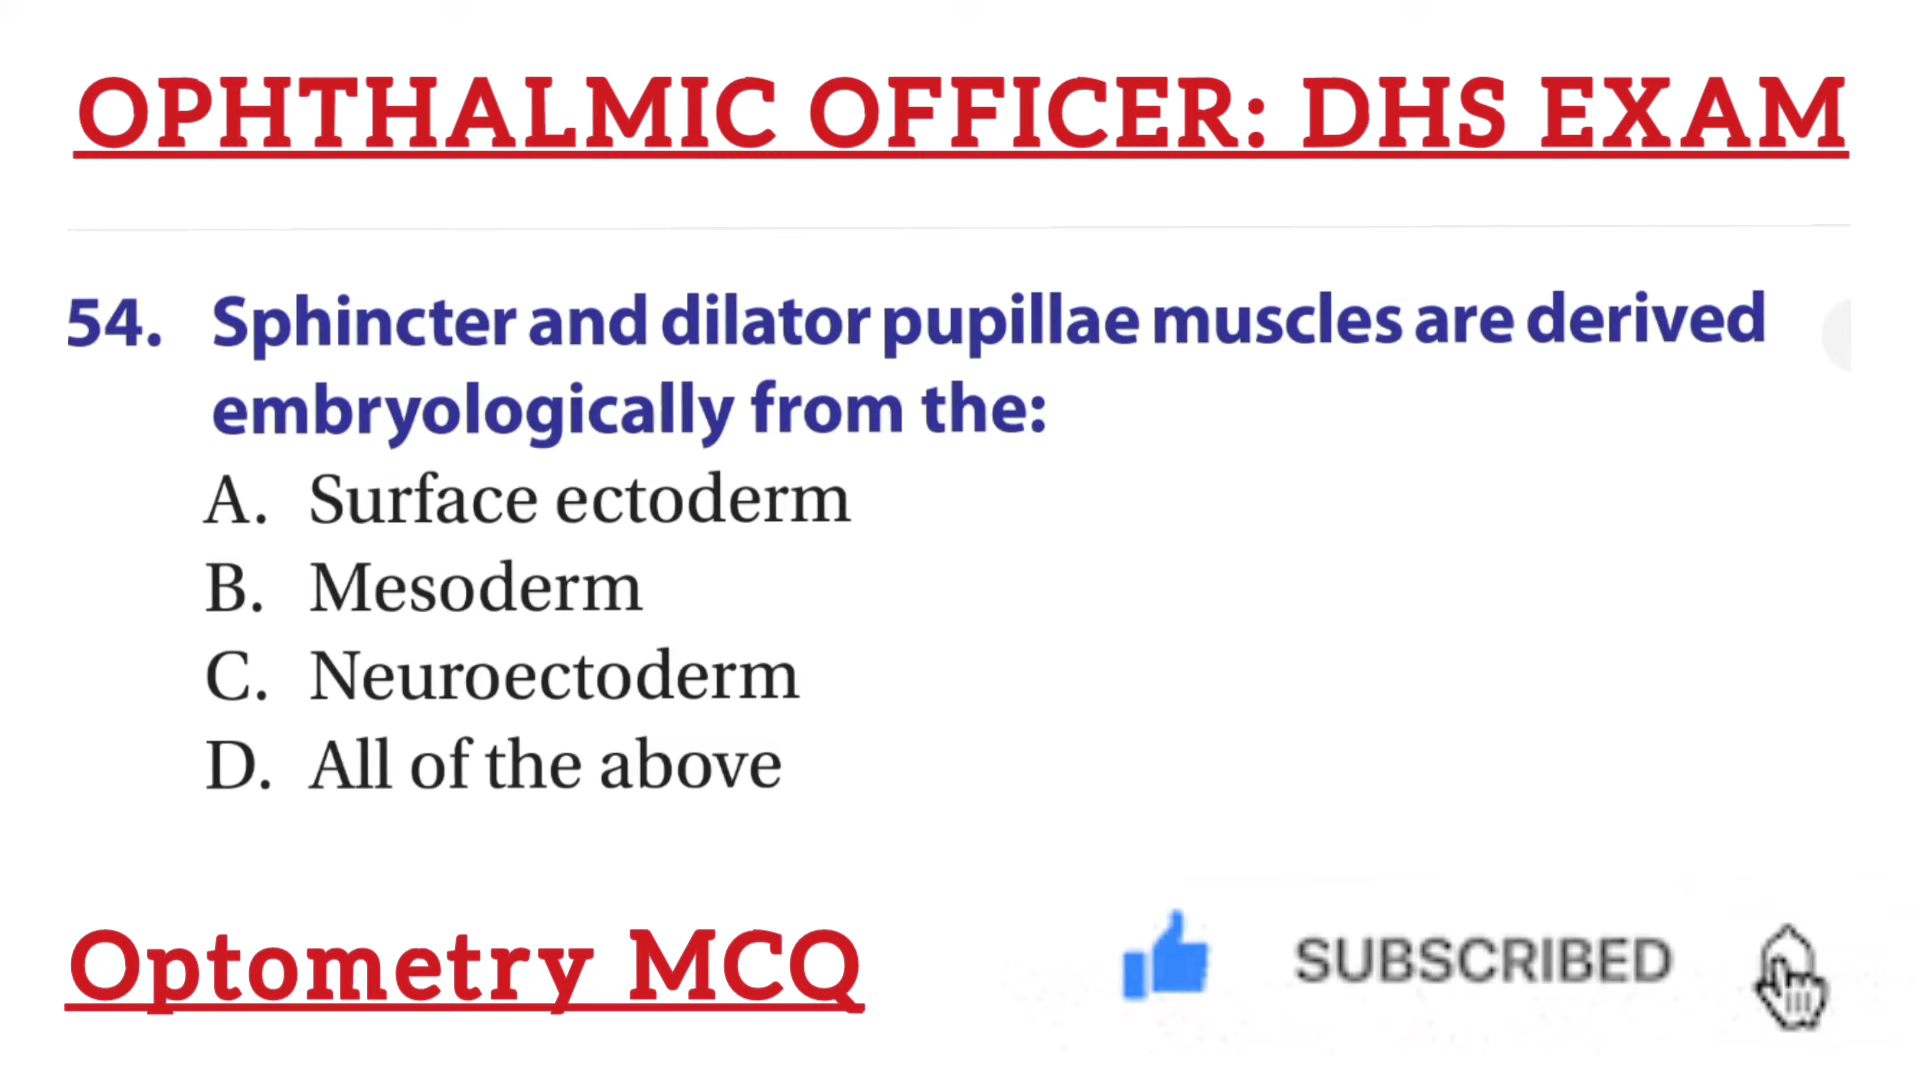 OPHTHALMIC OFFICER: DHS EXAM
54. Sphincter and dilator pupillae muscles are derived
embryologically from the:
A. Surface ectoderm
B. Mesoderm
C. Neuroectoderm
D. All of the above
Optometry MCQ
SUBSCRIBED